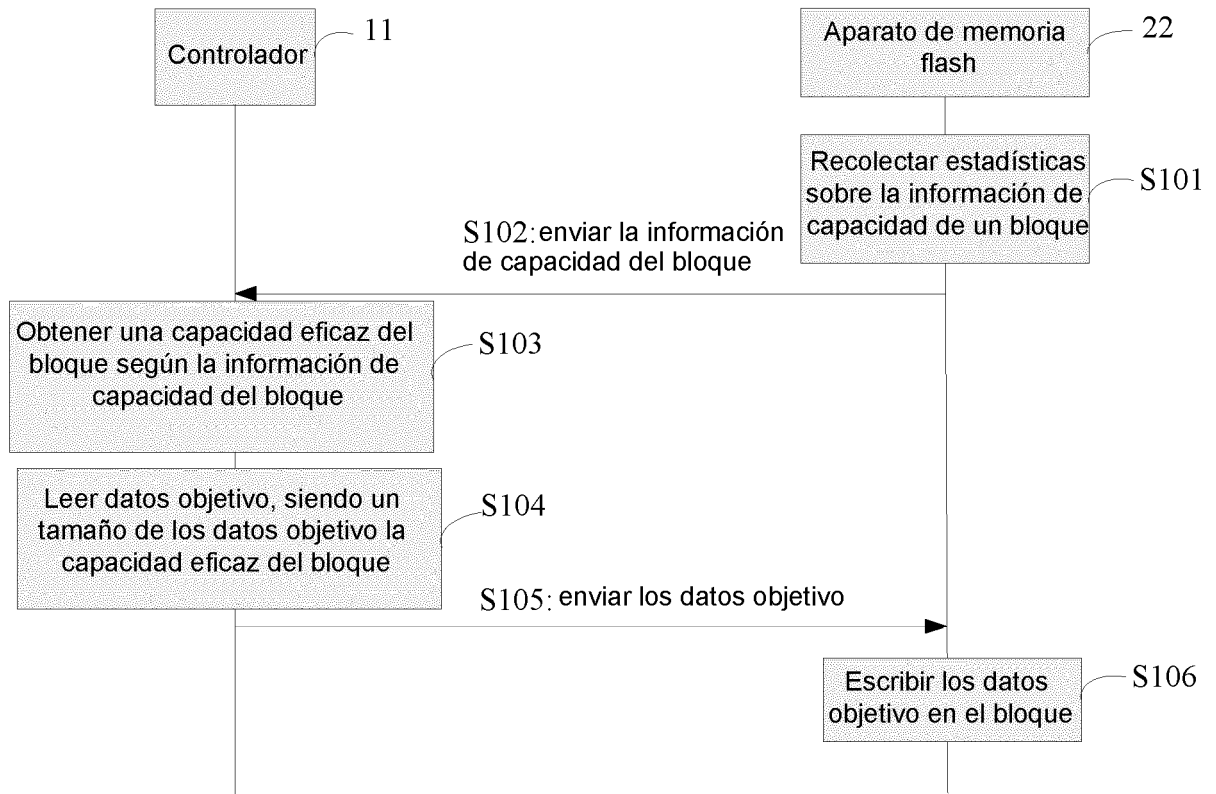 Controlador
11
Aparato de memoria
flash
22
Recolectar estadísticas
sobre la información de
capacidad de un bloque
S101
S102: enviar la información
de capacidad del bloque
Obtener una capacidad eficaz del
bloque según la información de
capacidad del bloque
S103
Leer datos objetivo, siendo un
tamaño de los datos objetivo la
capacidad eficaz del bloque
S104
S105: enviar los datos objetivo
Escribir los datos
objetivo en el bloque
S106